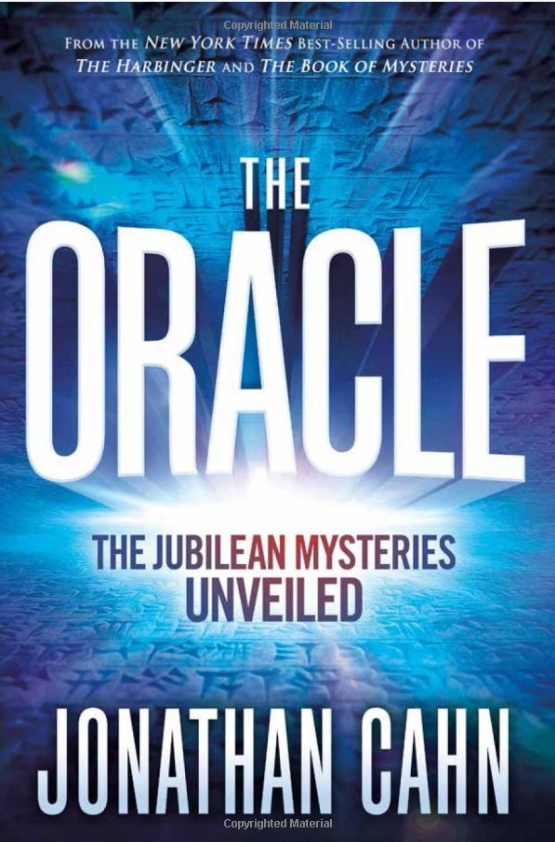 Copyrighted Material
FROM THE NEW YORK TIMES BEST-SELLING AUTHOR OF
THE HARBINGER AND THE BOOK OF MYSTERIES
THE
ORACLE
THE JUBILEAN MYSTERIES
UNVEILED
JONATHAN CAHN
Copyrighted Material